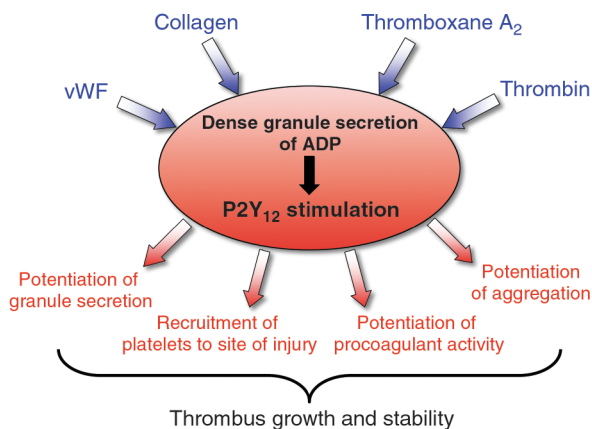 Collagen
Thromboxane A₂
vWF
Thrombin
Dense granule secretion
of ADP
P2Y₁₂ stimulation
Potentiation of
granule secretion
Recruitment of
platelets to site of injury
Potentiation of
procoagulant activity
Potentiation
of aggregation
Thrombus growth and stability